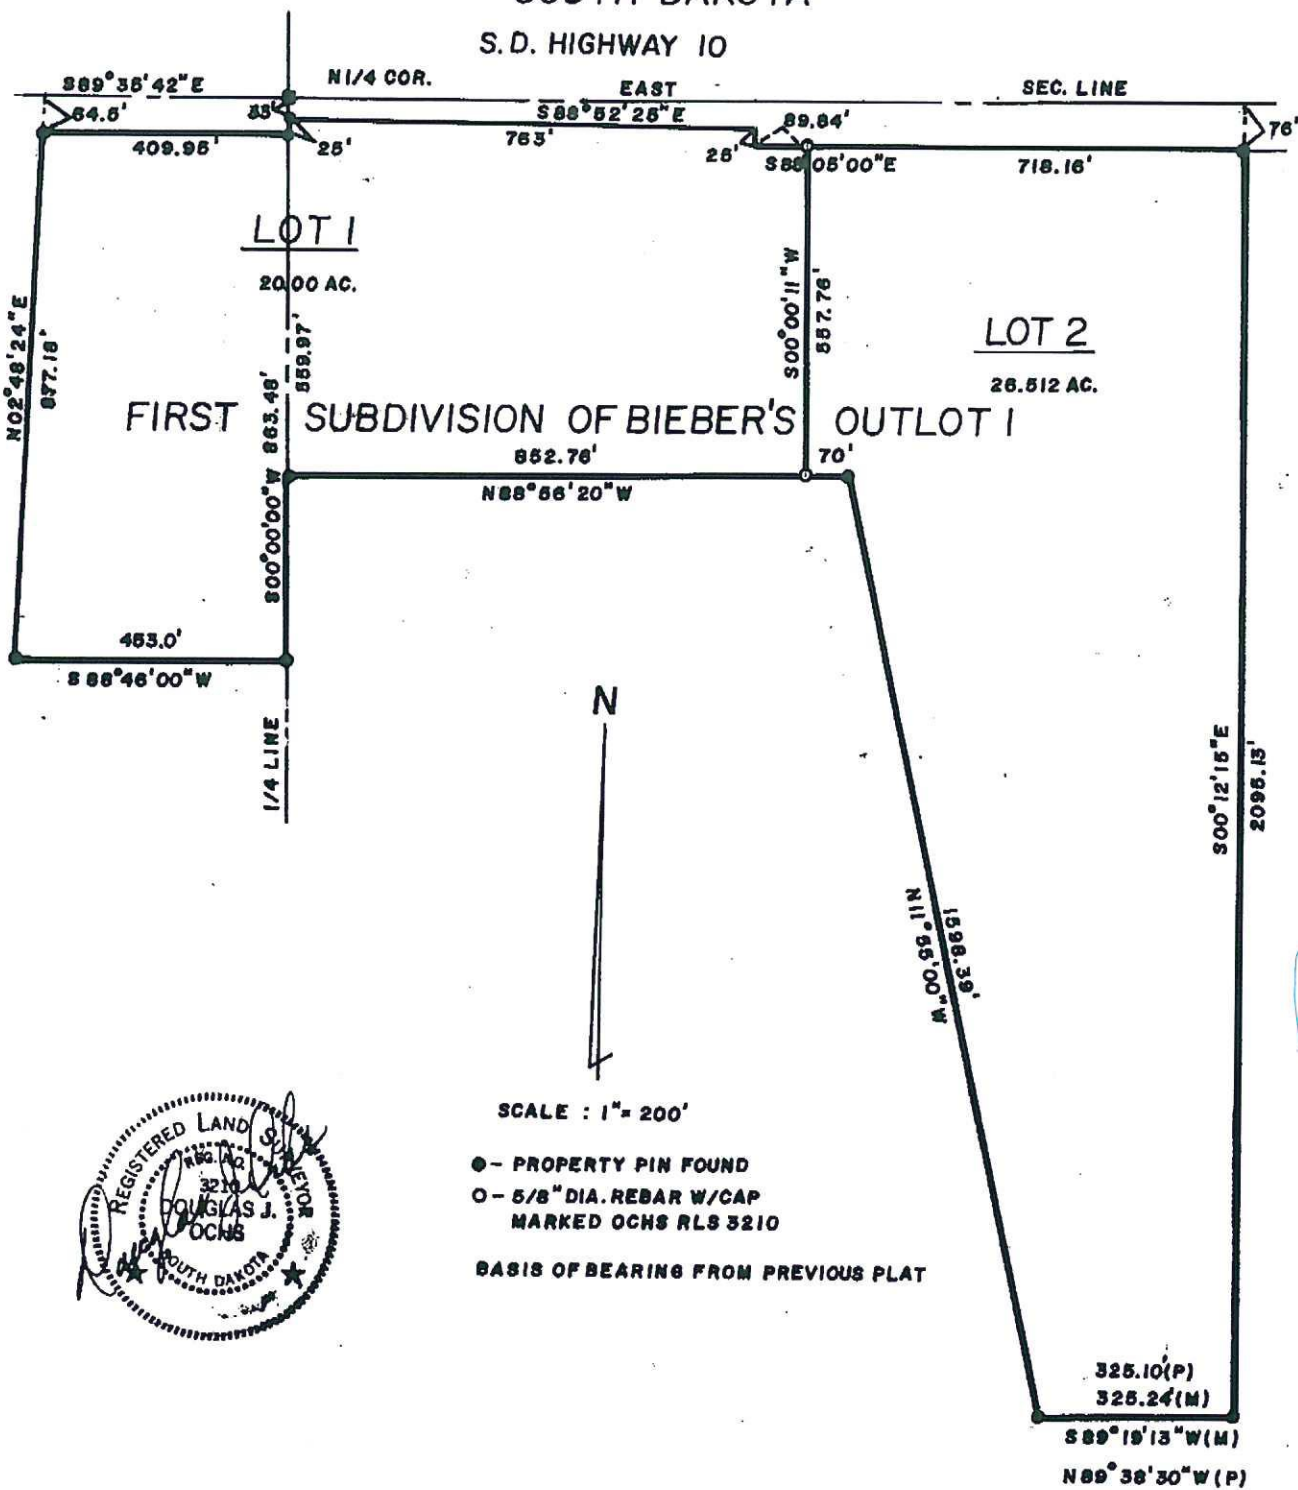 S.D. HIGHWAY 10
S89°35'42"E
N1/4 COR.
EAST
SEC. LINE
64.5'
33'
S88°52'25"E
89.84'
76'
409.95'
25'
763'
25'
S88°05'00"E
718.16'
LOT 1
20.00 AC.
N02°48'24"E
877.18'
S00°00'00"W 863.48'
559.97'
S00°00'11"W
557.76'
LOT 2
26.512 AC.
FIRST SUBDIVISION OF BIEBER'S OUTLOT 1
852.76'
70'
N88°56'20"W
453.0'
S 88°46'00"W
1/4 LINE
N
S00°12'15"E
2095.13'
1598.39'
N11°55'00"W
SCALE : 1"= 200'
- PROPERTY PIN FOUND
O - 5/8" DIA. REBAR W/CAP
MARKED OCHS RLS 3210
BASIS OF BEARING FROM PREVIOUS PLAT
REGISTERED LAND SURVEYOR
REG. NO.
3210
DOUGLAS J.
OCHS
SOUTH DAKOTA
325.10'(P)
325.24'(M)
S89°19'13"W(M)
N89°38'30"W(P)